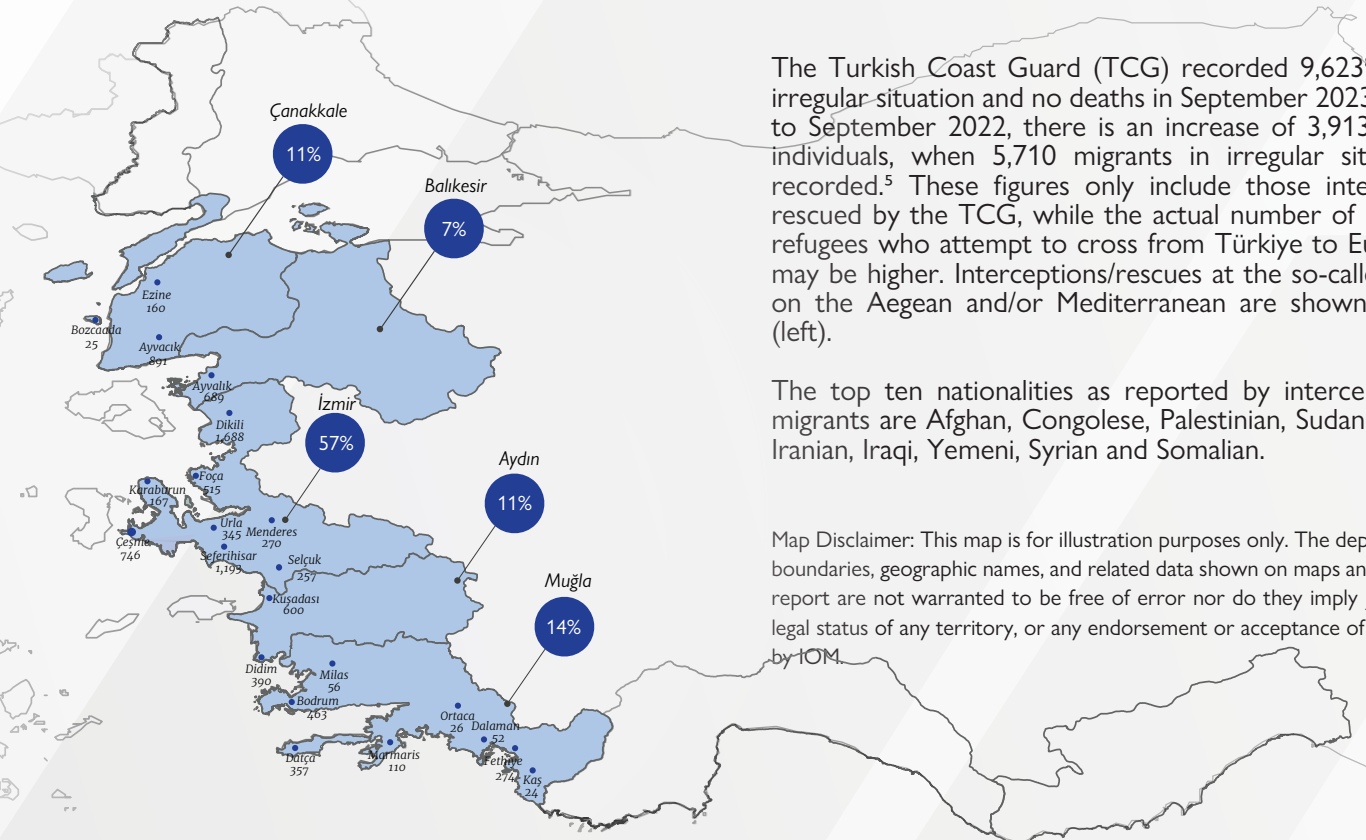 Çanakkale
11%
Balıkesir
7%
Ezine
160
Bozcaada
25
Ayvacık
891
Ayvalık
689
Dikili
1,688
İzmir
57%
Foça
515
Karaburun
167
Urla
345
Menderes
270
Çeşme
746
Seferihisar
1,193
Selçuk
257
Aydın
11%
Kuşadası
600
Muğla
14%
Didim
390
Milas
56
Bodrum
463
Ortaca
26
Dalaman
52
Datça
357
Marmaris
110
Fethiye
274
Kaş
24
The Turkish Coast Guard (TCG) recorded 9,623
irregular situation and no deaths in September 2023
to September 2022, there is an increase of 3,913
individuals, when 5,710 migrants in irregular sit
recorded.⁵ These figures only include those inte
rescued by the TCG, while the actual number of
refugees who attempt to cross from Türkiye to Eu
may be higher. Interceptions/rescues at the so-call
on the Aegean and/or Mediterranean are shown
(left).
The top ten nationalities as reported by interce
migrants are Afghan, Congolese, Palestinian, Sudan
Iranian, Iraqi, Yemeni, Syrian and Somalian.
Map Disclaimer: This map is for illustration purposes only. The dep
boundaries, geographic names, and related data shown on maps an
report are not warranted to be free of error nor do they imply
legal status of any territory, or any endorsement or acceptance of
by IOM.